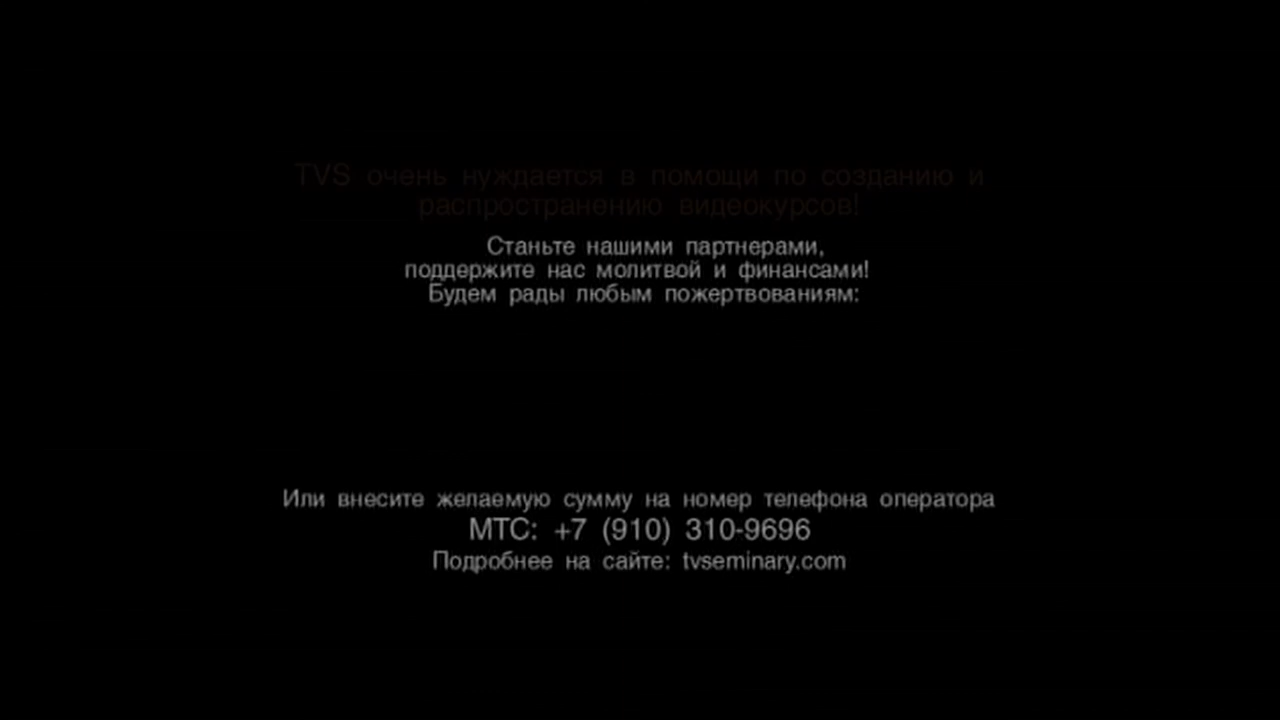 TVS очень нуждается в помощи по созданию и
распространению видеокурсов!
Станьте нашими партнерами,
поддержите нас молитвой и финансами!
Будем рады любым пожертвованиям:
Или внесите желаемую сумму на номер телефона оператора
МТС: +7 (910) 310-9696
Подробнее на сайте: tvseminary.com